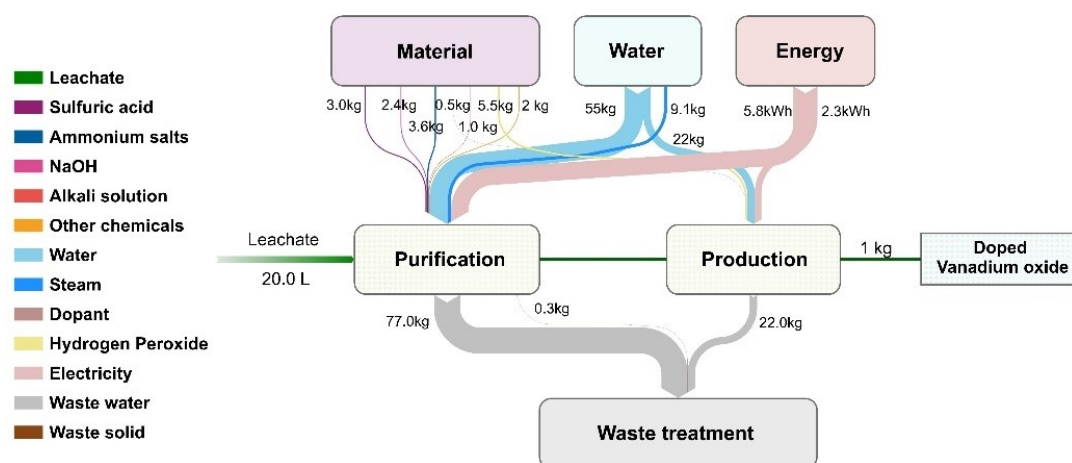 Material
Water
Energy
Leachate
Sulfuric acid
Ammonium salts
NaOH
Alkali solution
Other chemicals
Water
Steam
Dopant
Hydrogen Peroxide
Electricity
Waste water
Waste solid
3.0kg
2.4kg
0.5kg
5.5kg
2 kg
3.6kg
1.0 kg
55kg
9.1kg
22kg
5.8kWh
2.3kWh
Leachate
20.0 L
Purification
Production
1 kg
Doped
Vanadium oxide
77.0kg
0.3kg
22.0kg
Waste treatment